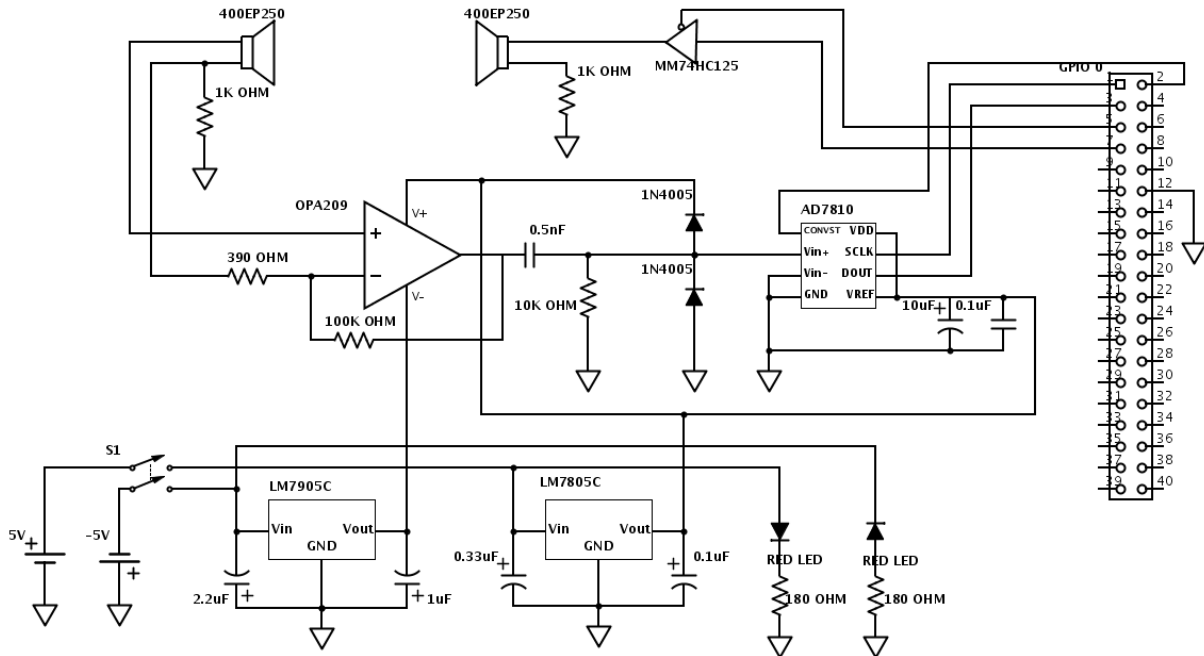 400EP250
400EP250
MM74HC125
GPIO 0
1K OHM
1K OHM
1 2
3 4
5 6
7 8
9 10
11 12
13 14
15 16
17 18
19 20
21 22
23 24
25 26
27 28
29 30
31 32
33 34
35 36
37 38
39 40
OPA209
V+
+
−
V-
390 OHM
100K OHM
0.5nF
10K OHM
1N4005
1N4005
AD7810
CONVST VDD
Vin+ SCLK
Vin- DOUT
GND VREF
10uF + 0.1uF
S1
5V +
-5V
+
LM7905C
Vin Vout
GND
2.2uF +
+ 1uF
LM7805C
Vin Vout
GND
0.33uF +
+ 0.1uF
RED LED
RED LED
180 OHM
180 OHM